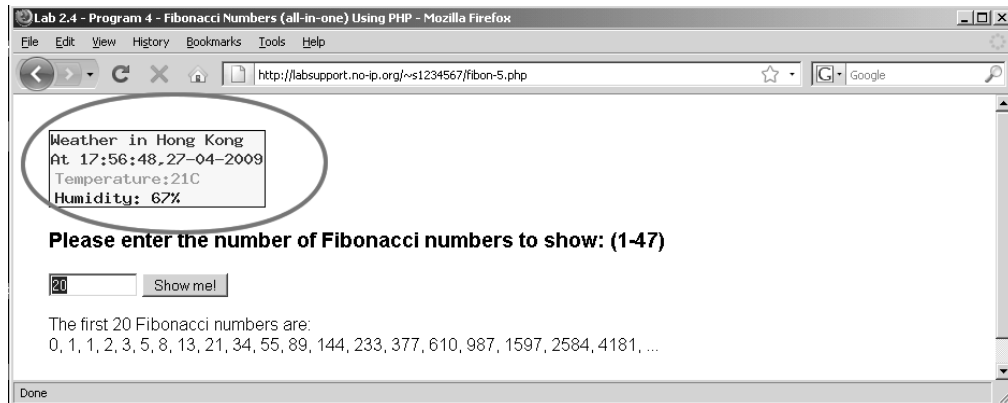 Lab 2.4 - Program 4 - Fibonacci Numbers (all-in-one) Using PHP - Mozilla Firefox
File Edit View History Bookmarks Tools Help
http://labsupport.no-ip.org/~s1234567/fibon-5.php
G Google
Weather in Hong Kong
At 17:56:48,27-04-2009
Temperature:21C
Humidity: 67%
Please enter the number of Fibonacci numbers to show: (1-47)
20 Show me!
The first 20 Fibonacci numbers are:
0, 1, 1, 2, 3, 5, 8, 13, 21, 34, 55, 89, 144, 233, 377, 610, 987, 1597, 2584, 4181, ...
Done